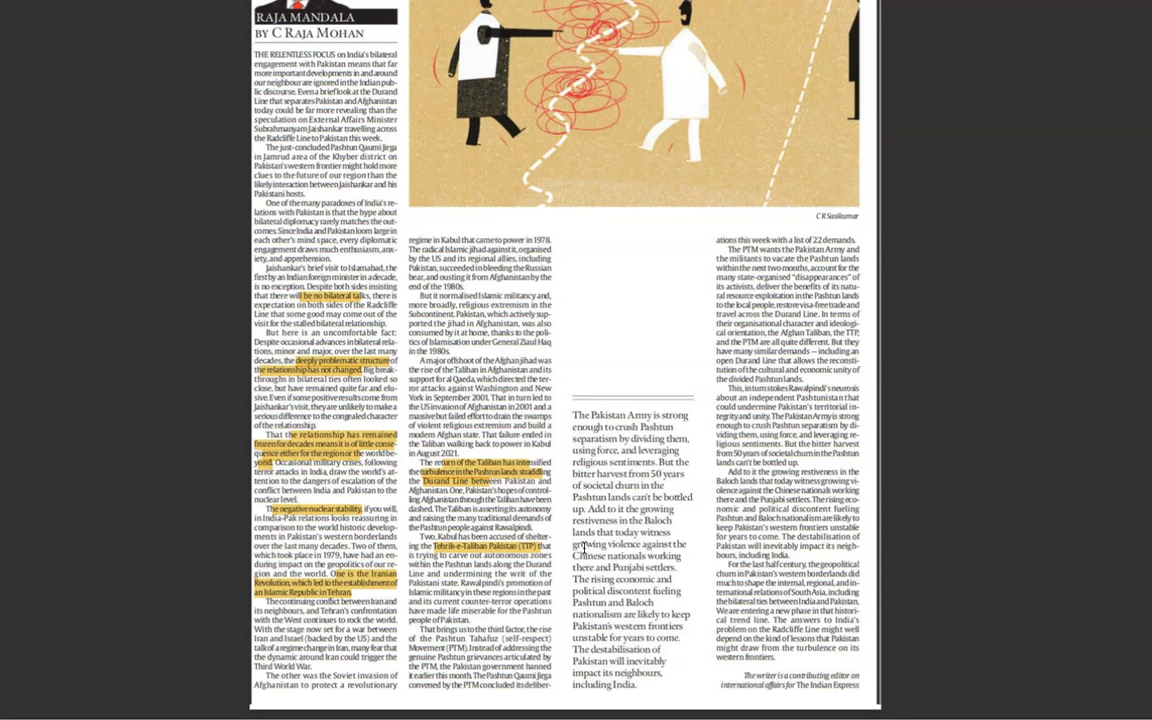 RAJA MANDALA
BY C RAJA MOHAN
THE RELENTLESS FOCUS on India's bilateral
engagement with Pakistan means that far
more important developments in and around
our neighbour are ignored in the Indian pub-
lic discourse. Even a brief look at the Durand
Line that separates Pakistan and Afghanistan
today could be far more revealing than the
speculation on External Affairs Minister
Subrahmanyam Jaishankar travelling across
the Radcliffe Line to Pakistan this week.
The just-concluded Pashtun Qaumi Jirga
in Jamrud area of the Khyber district on
Pakistan's western frontier might hold more
clues to the future of our region than the
likely interaction between Jaishankar and his
Pakistani hosts.
One of the many paradoxes of India's re-
lations with Pakistan is that the hype about
bilateral diplomacy rarely matches the out-
comes. Since India and Pakistan loom large in
each other's mind space, every diplomatic
engagement draws much enthusiasm, anx-
iety, and apprehension.
Jaishankar's brief visit to Islamabad, the
first by an Indian foreign minister in a decade,
is no exception. Despite both sides insisting
that there will be no bilateral talks, there is
expectation on both sides of the Radcliffe
Line that some good may come out of the
visit for the stalled bilateral relationship.
But here is an uncomfortable fact:
Despite occasional advances in bilateral rela-
tions, minor and major, over the last many
decades, the deeply problematic structure of
the relationship has not changed. Big break-
throughs in bilateral ties often looked so
close, but have remained quite far and elu-
sive. Even if some positive results come from
Jaishankar's visit, they are unlikely to make a
serious difference to the congealed character
of the relationship.
That the relationship has remained
frozen for decades means it is of little conse-
quence either for the region or the world be-
yond. Occasional military crises, following
terror attacks in India, draw the world's at-
tention to the dangers of escalation of the
conflict between India and Pakistan to the
nuclear level.
The negative nuclear stability, if you will,
in India-Pak relations looks reassuring in
comparison to the world historic develop-
ments in Pakistan's western borderlands
over the last many decades. Two of them,
which took place in 1979, have had an en-
during impact on the geopolitics of our re-
gion and the world. One is the Iranian
Revolution, which led to the establishment of
an Islamic Republic in Tehran.
The continuing conflict between Iran and
its neighbours, and Tehran's confrontation
with the West continues to rock the world.
With the stage now set for a war between
Iran and Israel (backed by the US) and the
talk of regime change in Iran, many fear that
the dynamic around Iran could trigger the
Third World War.
The other was the Soviet invasion of
Afghanistan to protect a revolutionary
C R Sasikumar
regime in Kabul that came to power in 1978.
The radical Islamic jihad against it, organised
by the US and its regional allies, including
Pakistan, succeeded in bleeding the Russian
bear, and ousting it from Afghanistan by the
end of the 1980s.
But it normalised Islamic militancy and,
more broadly, religious extremism in the
Subcontinent. Pakistan, which actively sup-
ported the jihad in Afghanistan, was also
consumed by it at home, thanks to the poli-
tics of Islamisation under General Ziaul Haq
in the 1980s.
A major offshoot of the Afghan jihad was
the rise of the Taliban in Afghanistan and its
support for al Qaeda, which directed the ter-
ror attacks against Washington and New
York in September 2001. That in turn led to
the US invasion of Afghanistan in 2001 and a
massive but failed effort to drain the swamps
of violent religious extremism and build a
modern Afghan state. That failure ended in
the Taliban walking back to power in Kabul
in August 2021.
The return of the Taliban has intensified
the turbulence in the Pashtun lands straddling
the Durand Line between Pakistan and
Afghanistan. One, Pakistan's hopes of control-
ling Afghanistan through the Taliban have been
dashed. The Taliban is asserting its autonomy
and raising the many traditional demands of
the Pashtun people against Rawalpindi.
Two, Kabul has been accused of shelter-
ing the Tehrik-e-Taliban Pakistan (TTP) that
is trying to carve out autonomous zones
within the Pashtun lands along the Durand
Line and undermining the writ of the
Pakistani state. Rawalpindi's promotion of
Islamic militancy in these regions in the past
and its current counter-terror operations
have made life miserable for the Pashtun
people of Pakistan.
That brings us to the third factor, the rise
of the Pashtun Tahafuz (self-respect)
Movement (PTM). Instead of addressing the
genuine Pashtun grievances articulated by
the PTM, the Pakistan government banned
it earlier this month. The Pashtun Qaumi Jirga
convened by the PTM concluded its deliber-
The Pakistan Army is strong
enough to crush Pashtun
separatism by dividing them,
using force, and leveraging
religious sentiments. But the
bitter harvest from 50 years
of societal churn in the
Pashtun lands can't be bottled
up. Add to it the growing
restiveness in the Baloch
lands that today witness
growing violence against the
Chinese nationals working
there and Punjabi settlers.
The rising economic and
political discontent fueling
Pashtun and Baloch
nationalism are likely to keep
Pakistan's western frontiers
unstable for years to come.
The destabilisation of
Pakistan will inevitably
impact its neighbours,
including India.
ations this week with a list of 22 demands.
The PTM wants the Pakistan Army and
the militants to vacate the Pashtun lands
within the next two months, account for the
many state-organised "disappearances" of
its activists, deliver the benefits of its natu-
ral resource exploitation in the Pashtun lands
to the local people, restore visa-free trade and
travel across the Durand Line. In terms of
their organisational character and ideologi-
cal orientation, the Afghan Taliban, the TTP,
and the PTM are all quite different. But they
have many similar demands — including an
open Durand Line that allows the reconsti-
tution of the cultural and economic unity of
the divided Pashtun lands.
This, in turn stokes Rawalpindi's neurosis
about an independent Pashtunistan that
could undermine Pakistan's territorial in-
tegrity and unity. The Pakistan Army is strong
enough to crush Pashtun separatism by di-
viding them, using force, and leveraging re-
ligious sentiments. But the bitter harvest
from 50 years of societal churn in the Pashtun
lands can't be bottled up.
Add to it the growing restiveness in the
Baloch lands that today witness growing vi-
olence against the Chinese nationals working
there and the Punjabi settlers. The rising eco-
nomic and political discontent fueling
Pashtun and Baloch nationalism are likely to
keep Pakistan's western frontiers unstable
for years to come. The destabilisation of
Pakistan will inevitably impact its neigh-
bours, including India.
For the last half century, the geopolitical
churn in Pakistan's western borderlands did
much to shape the internal, regional, and in-
ternational relations of South Asia, including
the bilateral ties between India and Pakistan.
We are entering a new phase in that histori-
cal trend line. The answers to India's
problem on the Radcliffe Line might well
depend on the kind of lessons that Pakistan
might draw from the turbulence on its
western frontiers.
The writer is a contributing editor on
international affairs for The Indian Express